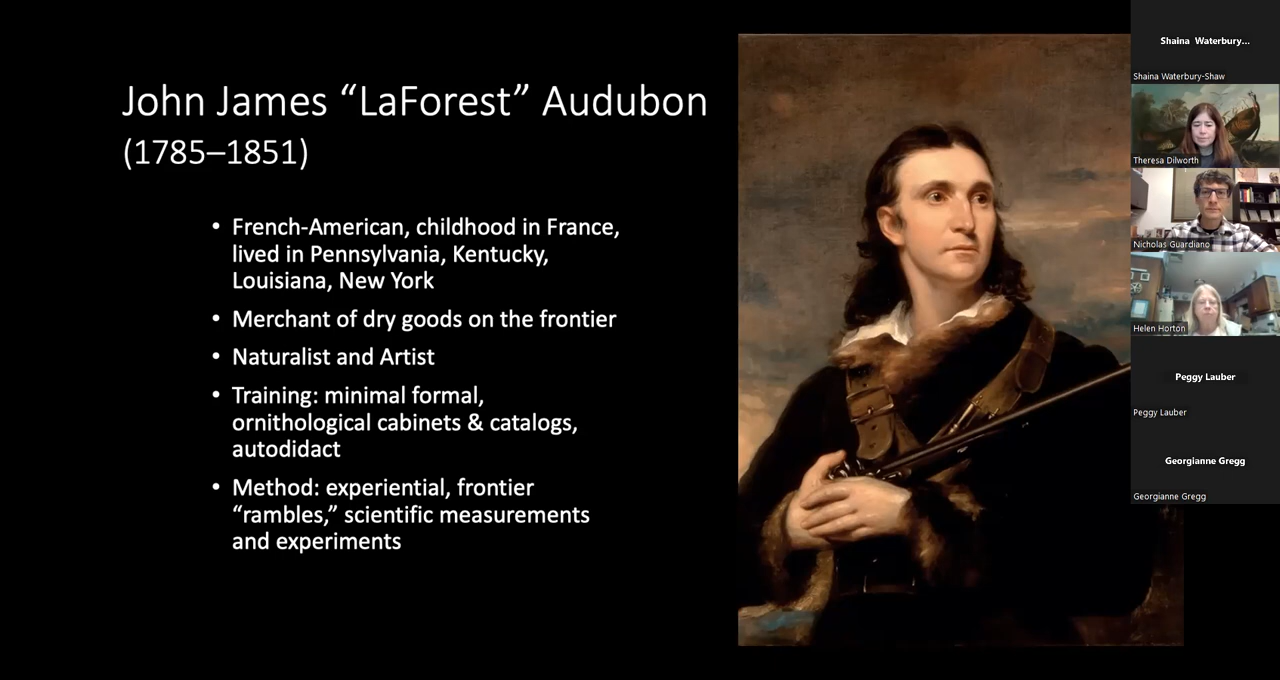 John James “LaForest” Audubon
(1785–1851)
• French-American, childhood in France,
lived in Pennsylvania, Kentucky,
Louisiana, New York
• Merchant of dry goods on the frontier
• Naturalist and Artist
• Training: minimal formal,
ornithological cabinets & catalogs,
autodidact
• Method: experiential, frontier
“rambles,” scientific measurements
and experiments
Shaina Waterbury...
Shaina Waterbury-Shaw
Theresa Dilworth
Nicholas Guardiano
Helen Horton
Peggy Lauber
Peggy Lauber
Georgianne Gregg
Georgianne Gregg